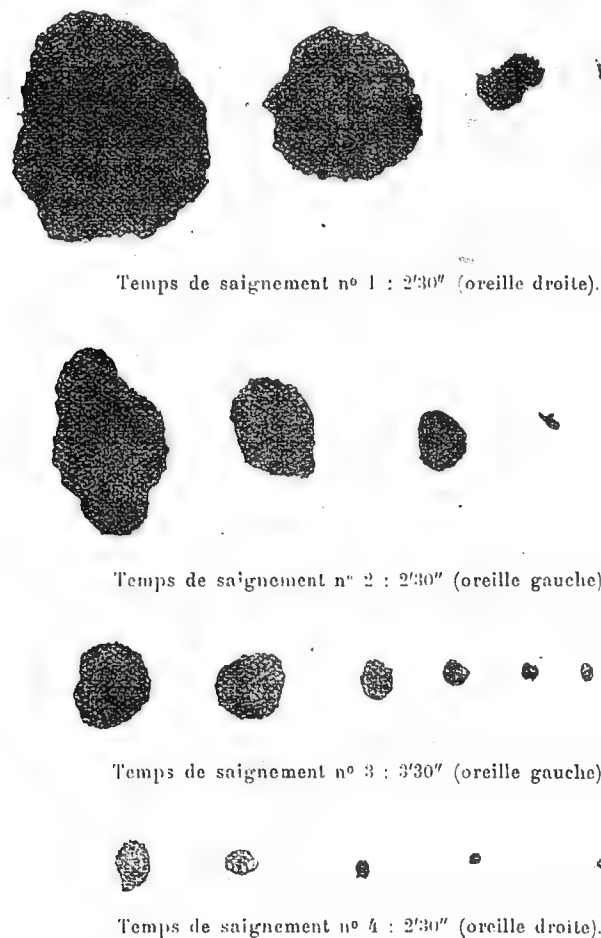 Temps de saignement nº 1 : 2'30" (oreille droite).
Temps de saignement nº 2 : 2'30" (oreille gauche)
Temps de saignement nº 3 : 3'30" (oreille gauche)
Temps de saignement nº 4 : 2'30" (oreille droite).